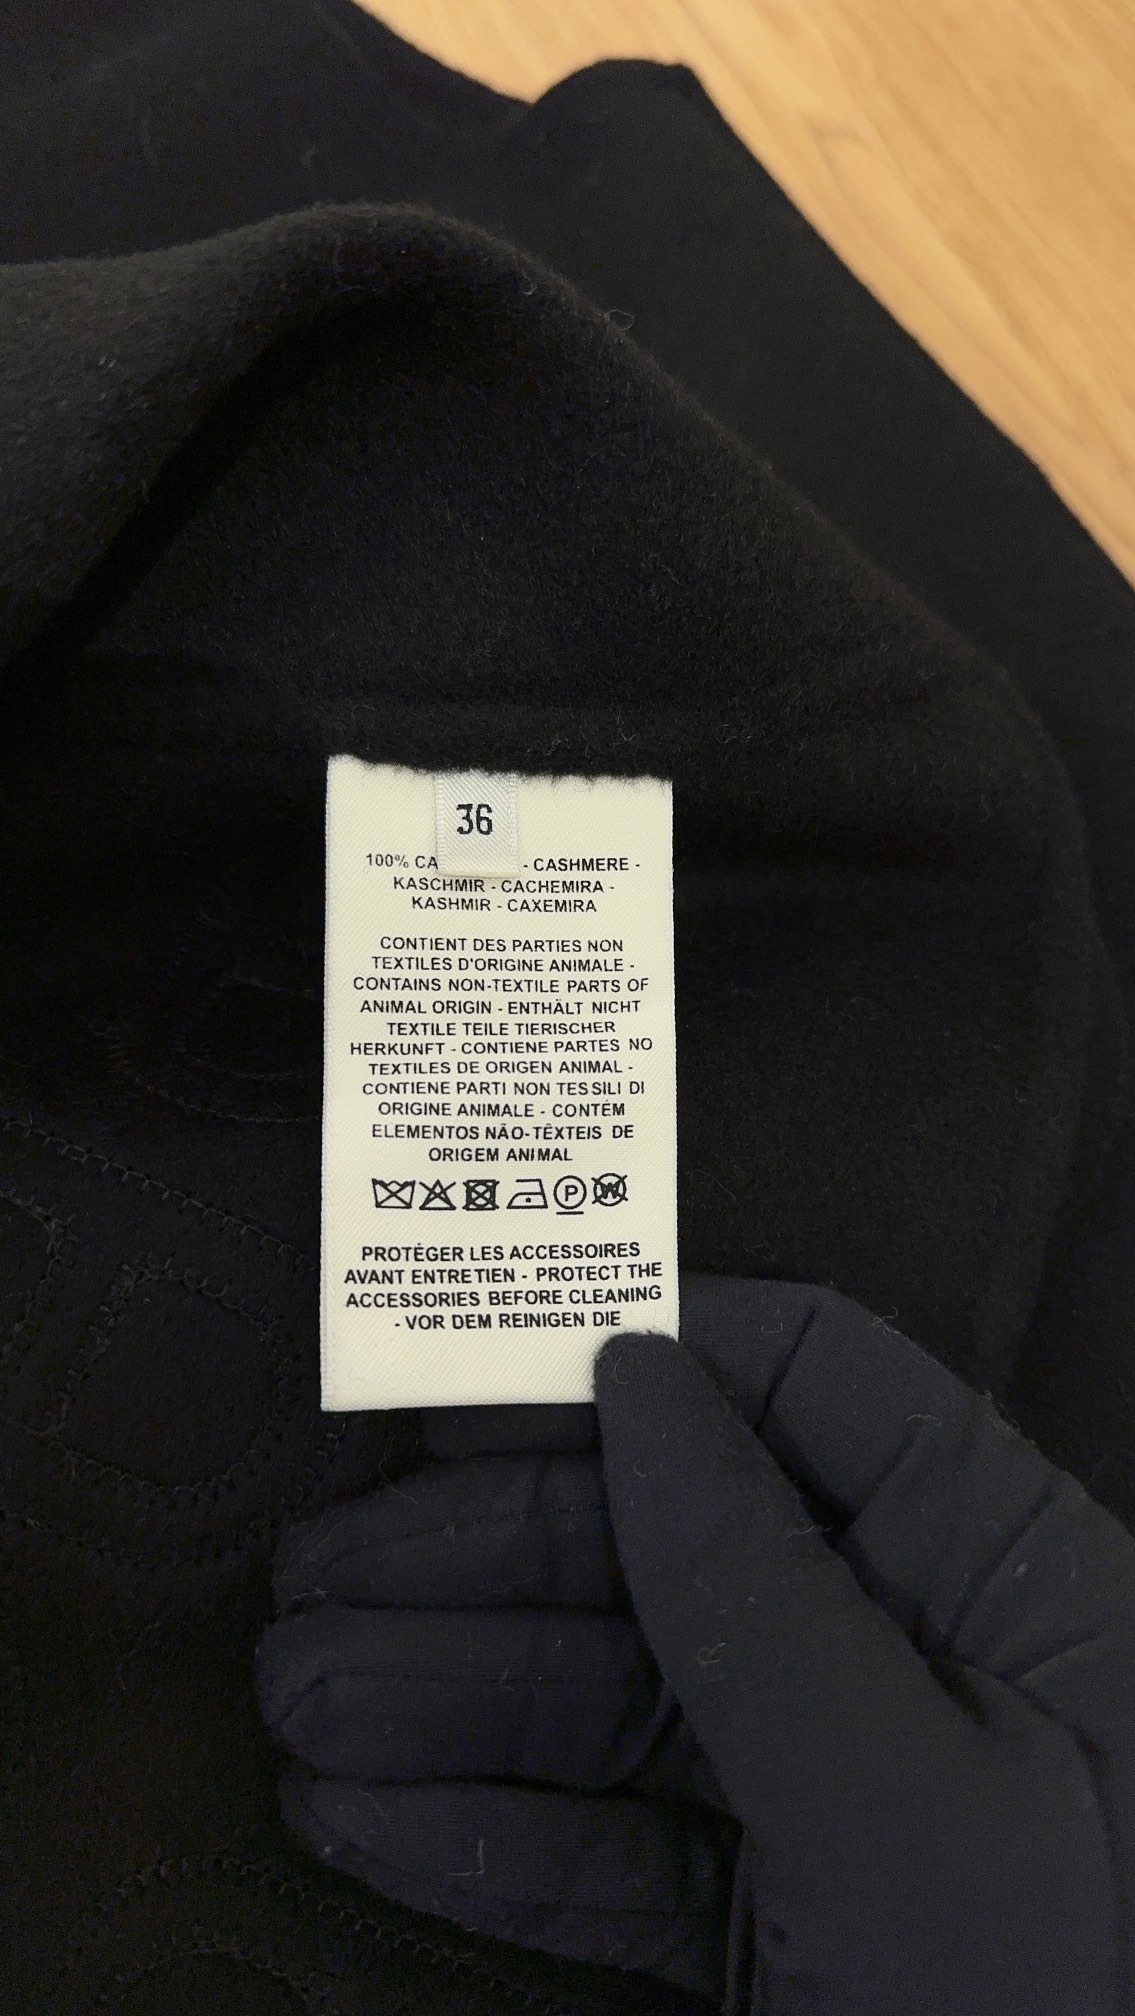 36
100% CA - CASHMERE -
KASCHMIR - CACHEMIRA -
KASHMIR - CAXEMIRA
CONTIENT DES PARTIES NON
TEXTILES D'ORIGINE ANIMALE -
CONTAINS NON-TEXTILE PARTS OF
ANIMAL ORIGIN - ENTHÄLT NICHT
TEXTILE TEILE TIERISCHER
HERKUNFT - CONTIENE PARTES NO
TEXTILES DE ORIGEN ANIMAL -
CONTIENE PARTI NON TESSILI DI
ORIGINE ANIMALE - CONTÉM
ELEMENTOS NÃO-TÊXTEIS DE
ORIGEM ANIMAL
P W
PROTÉGER LES ACCESSOIRES
AVANT ENTRETIEN - PROTECT THE
ACCESSORIES BEFORE CLEANING
- VOR DEM REINIGEN DIE